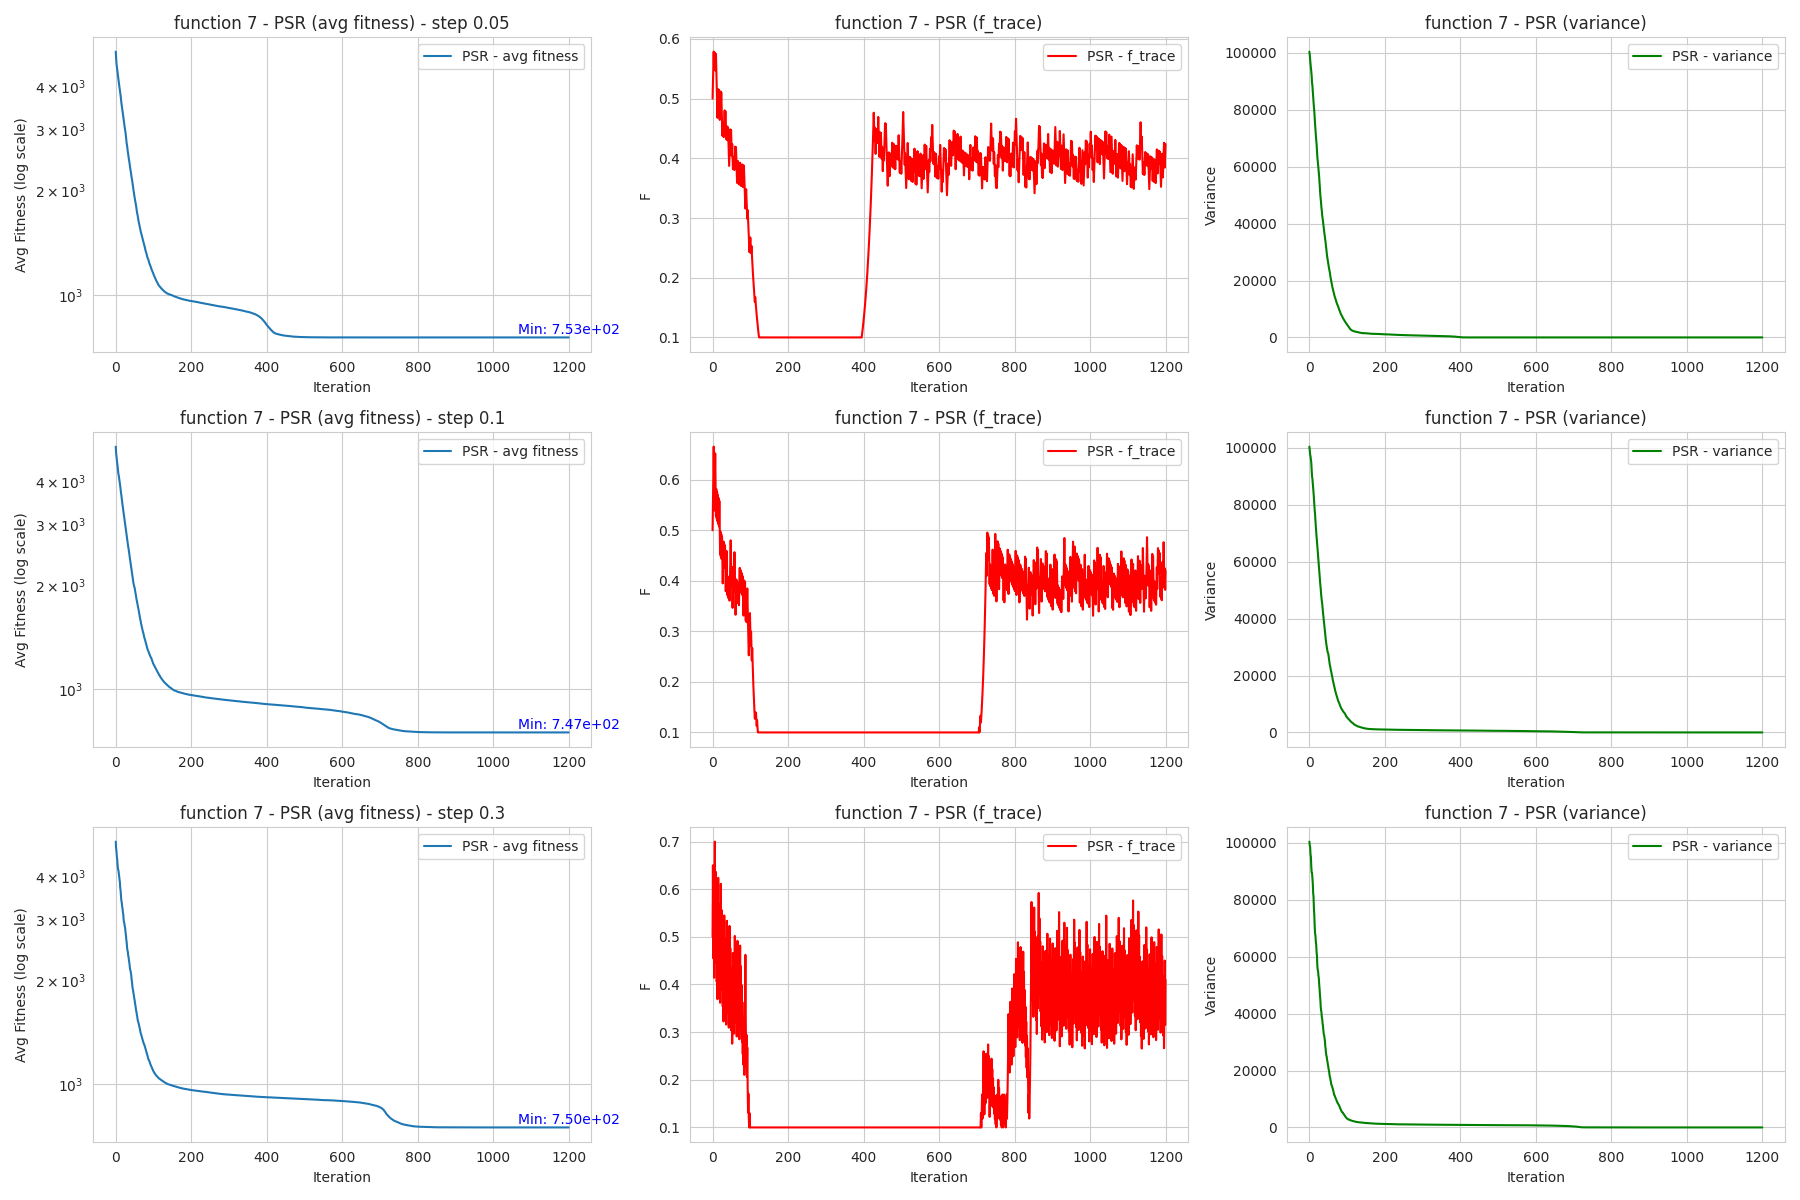 function 7 - PSR (avg fitness) - step 0.05
PSR - avg fitness
Avg Fitness (log scale)
4 × 10³
3 × 10³
2 × 10³
10³
Min: 7.53e+02
0 200 400 600 800 1000 1200
Iteration
function 7 - PSR (f_trace)
PSR - f_trace
F
0.6
0.5
0.4
0.3
0.2
0.1
0 200 400 600 800 1000 1200
Iteration
function 7 - PSR (variance)
PSR - variance
Variance
100000
80000
60000
40000
20000
0
0 200 400 600 800 1000 1200
Iteration
function 7 - PSR (avg fitness) - step 0.1
PSR - avg fitness
Avg Fitness (log scale)
4 × 10³
3 × 10³
2 × 10³
10³
Min: 7.47e+02
0 200 400 600 800 1000 1200
Iteration
function 7 - PSR (f_trace)
PSR - f_trace
F
0.6
0.5
0.4
0.3
0.2
0.1
0 200 400 600 800 1000 1200
Iteration
function 7 - PSR (variance)
PSR - variance
Variance
100000
80000
60000
40000
20000
0
0 200 400 600 800 1000 1200
Iteration
function 7 - PSR (avg fitness) - step 0.3
PSR - avg fitness
Avg Fitness (log scale)
4 × 10³
3 × 10³
2 × 10³
10³
Min: 7.50e+02
0 200 400 600 800 1000 1200
Iteration
function 7 - PSR (f_trace)
PSR - f_trace
F
0.7
0.6
0.5
0.4
0.3
0.2
0.1
0 200 400 600 800 1000 1200
Iteration
function 7 - PSR (variance)
PSR - variance
Variance
100000
80000
60000
40000
20000
0
0 200 400 600 800 1000 1200
Iteration